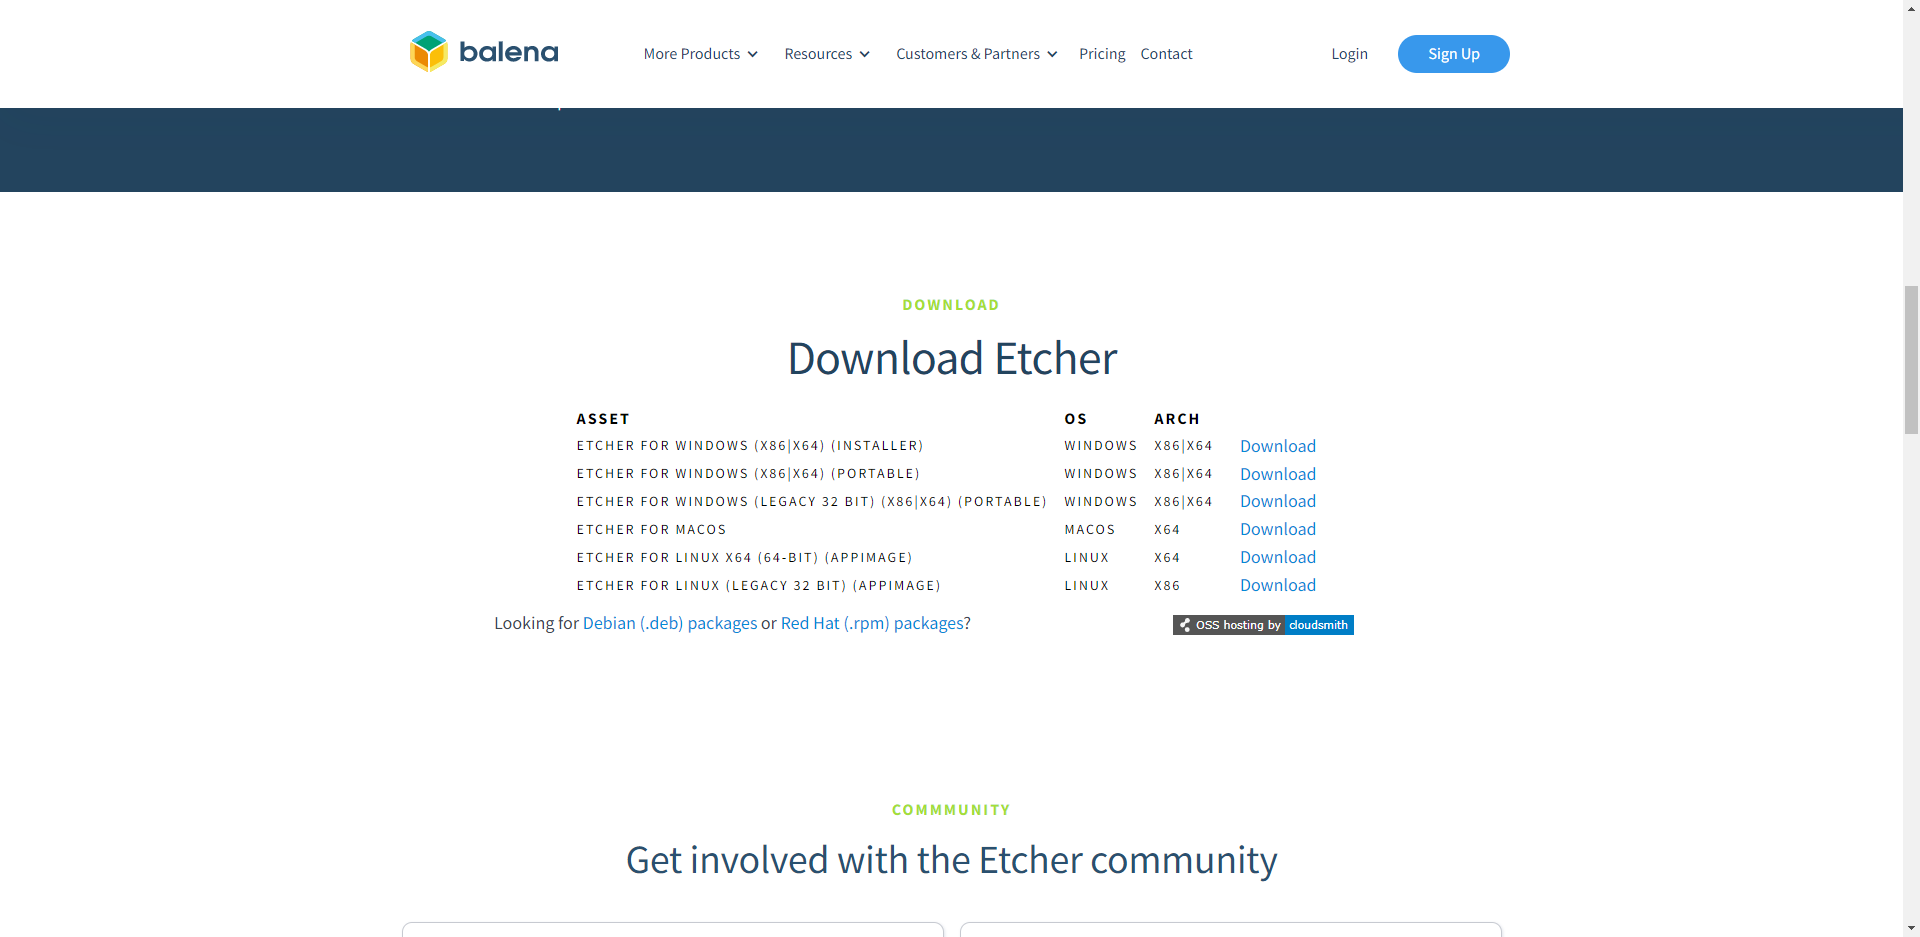 balena
More Products
Resources
Customers & Partners
Pricing
Contact
Login
Sign Up
DOWNLOAD
Download Etcher
ASSET OS ARCH
ETCHER FOR WINDOWS (X86|X64) (INSTALLER) WINDOWS X86|X64 Download
ETCHER FOR WINDOWS (X86|X64) (PORTABLE) WINDOWS X86|X64 Download
ETCHER FOR WINDOWS (LEGACY 32 BIT) (X86|X64) (PORTABLE) WINDOWS X86|X64 Download
ETCHER FOR MACOS MACOS X64 Download
ETCHER FOR LINUX X64 (64-BIT) (APPIMAGE) LINUX X64 Download
ETCHER FOR LINUX (LEGACY 32 BIT) (APPIMAGE) LINUX X86 Download
Looking for Debian (.deb) packages or Red Hat (.rpm) packages?
OSS hosting by cloudsmith
COMMMUNITY
Get involved with the Etcher community